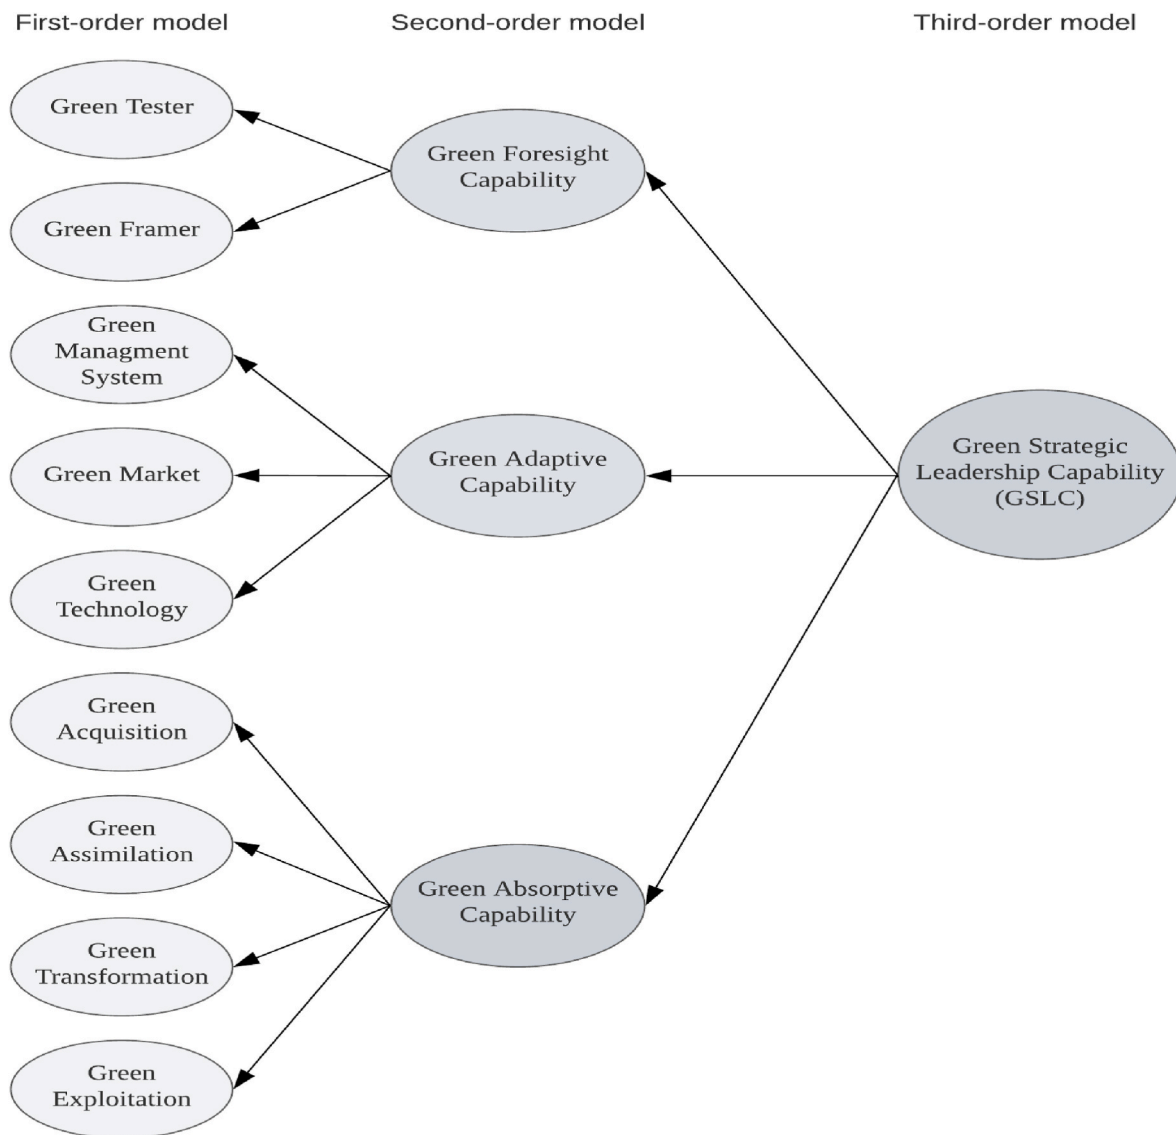 First-order model
Second-order model
Third-order model
Green Tester
Green Framer
Green
Managment
System
Green Market
Green
Technology
Green
Acquisition
Green
Assimilation
Green
Transformation
Green
Exploitation
Green Foresight
Capability
Green Adaptive
Capability
Green Absorptive
Capability
Green Strategic
Leadership Capability
(GSLC)